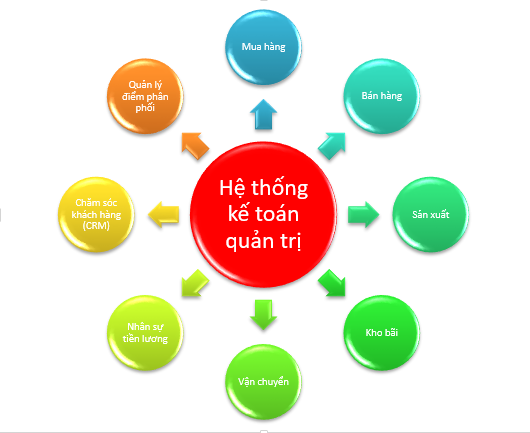 Mua hàng
Bán hàng
Sản xuất
Kho bãi
Vận chuyển
Nhân sự
tiền lương
Chăm sóc
khách hàng
(CRM)
Quản lý
điểm phân
phối
Hệ thống
kế toán
quản trị